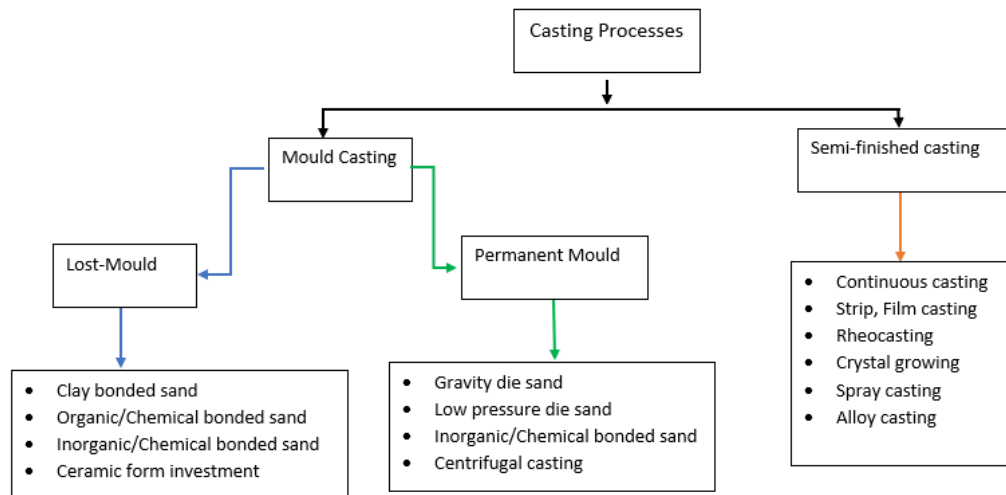 Casting Processes
Mould Casting
Semi-finished casting
Lost-Mould
Permanent Mould
• Clay bonded sand
• Organic/Chemical bonded sand
• Inorganic/Chemical bonded sand
• Ceramic form investment
• Gravity die sand
• Low pressure die sand
• Inorganic/Chemical bonded sand
• Centrifugal casting
• Continuous casting
• Strip, Film casting
• Rheocasting
• Crystal growing
• Spray casting
• Alloy casting